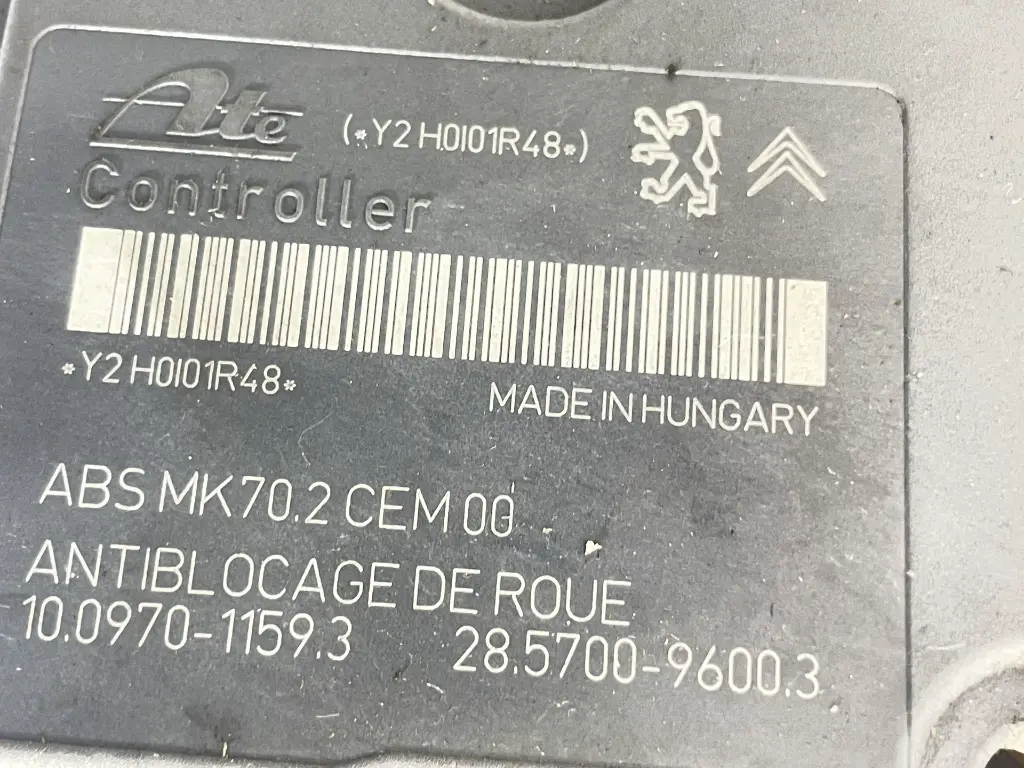 Ate (*Y2 H0I01R48*)
Controller
*Y2 H0I01R48*
MADE IN HUNGARY
ABS MK70.2 CEM 00
ANTIBLOCAGE DE ROUE
10.0970-1159.3 28.5700-9600.3